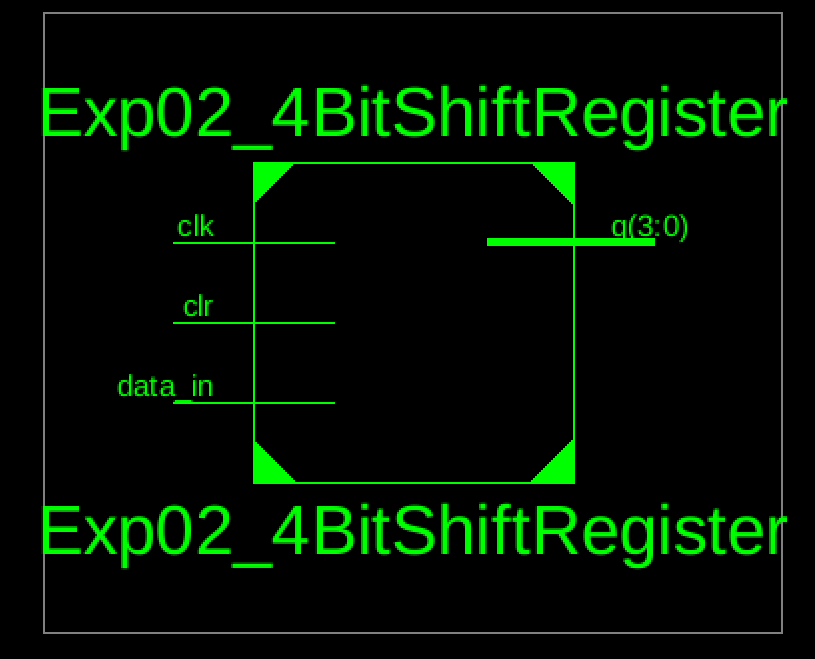 Exp02_4BitShiftRegister
clk
q(3:0)
clr
data_in
Exp02_4BitShiftRegister